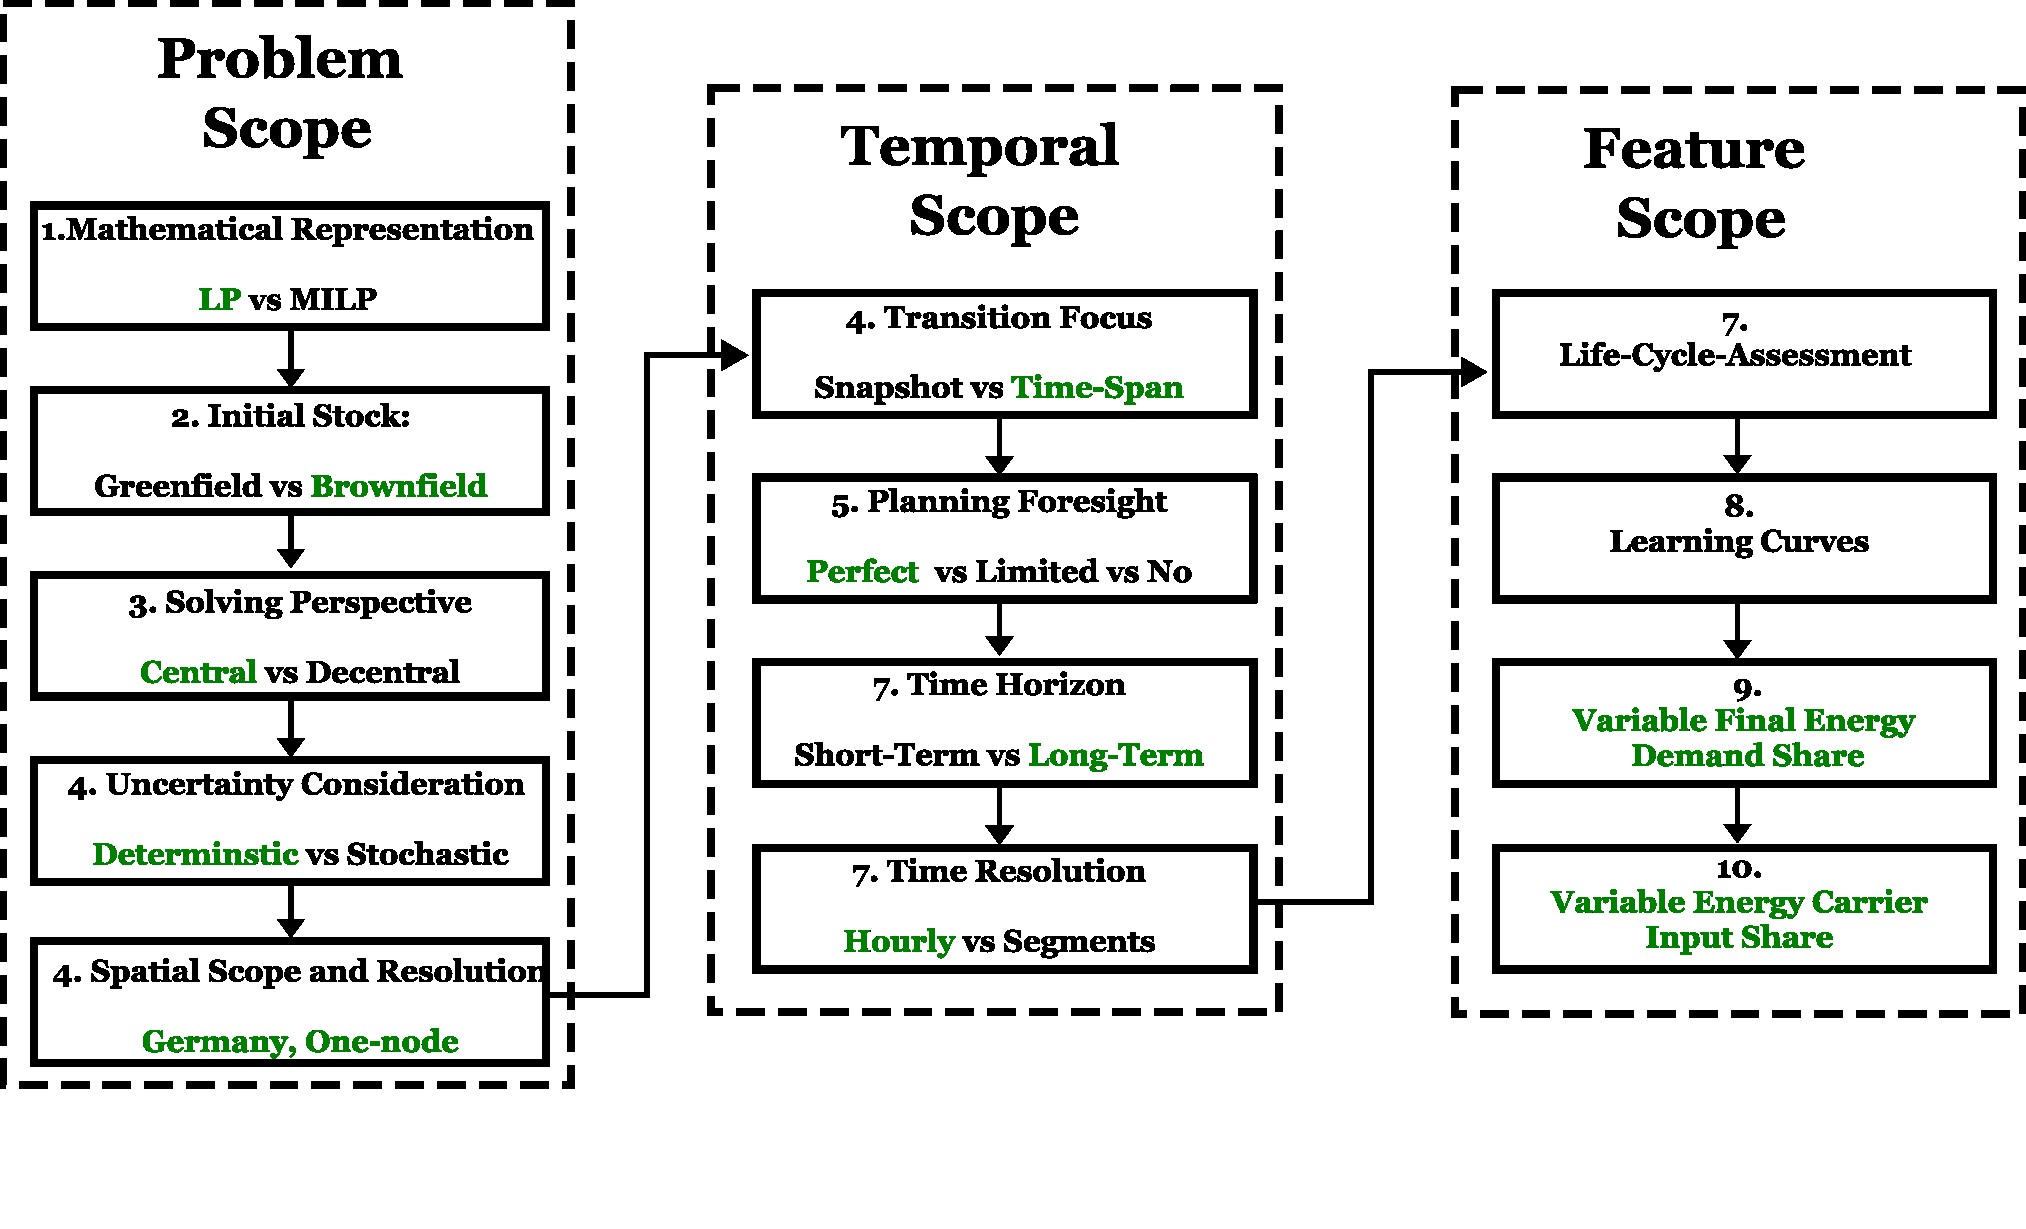 Problem
Scope
1.Mathematical Representation
LP vs MILP
2. Initial Stock:
Greenfield vs Brownfield
3. Solving Perspective
Central vs Decentral
4. Uncertainty Consideration
Determinstic vs Stochastic
4. Spatial Scope and Resolution
Germany, One-node
Temporal
Scope
4. Transition Focus
Snapshot vs Time-Span
5. Planning Foresight
Perfect vs Limited vs No
7. Time Horizon
Short-Term vs Long-Term
7. Time Resolution
Hourly vs Segments
Feature
Scope
7.
Life-Cycle-Assessment
8.
Learning Curves
9.
Variable Final Energy
Demand Share
10.
Variable Energy Carrier
Input Share